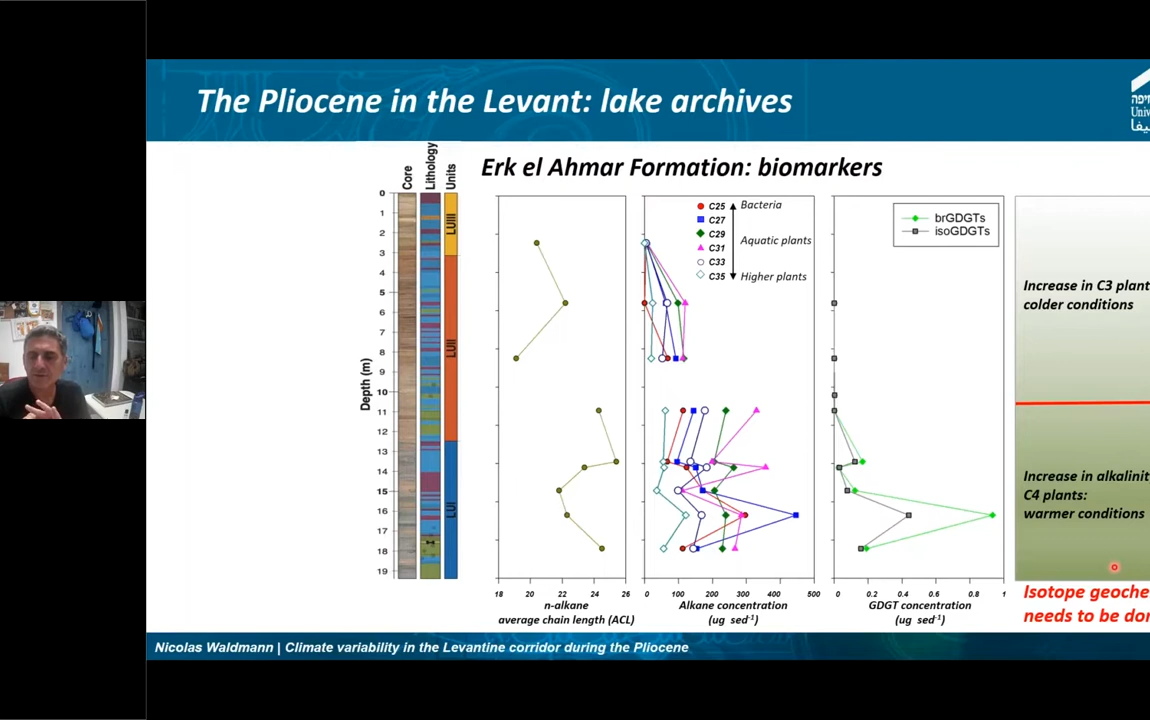 The Pliocene in the Levant: lake archives
Erk el Ahmar Formation: biomarkers
Core
Lithology
Units
Depth (m)
0
1
2
3
4
5
6
7
8
9
10
11
12
13
14
15
16
17
18
19
LUIII
LUII
LUI
18 20 22 24 26
n-alkane
average chain length (ACL)
C25
C27
C29
C31
C33
C35
Bacteria
Aquatic plants
Higher plants
0 100 200 300 400 500
Alkane concentration
(ug sed-1)
brGDGTs
isoGDGTs
0 0.2 0.4 0.6 0.8 1
GDGT concentration
(ug sed-1)
Increase in C3 plant
colder conditions
Increase in alkalinit
C4 plants:
warmer conditions
Isotope geoche
needs to be do
Nicolas Waldmann | Climate variability in the Levantine corridor during the Pliocene